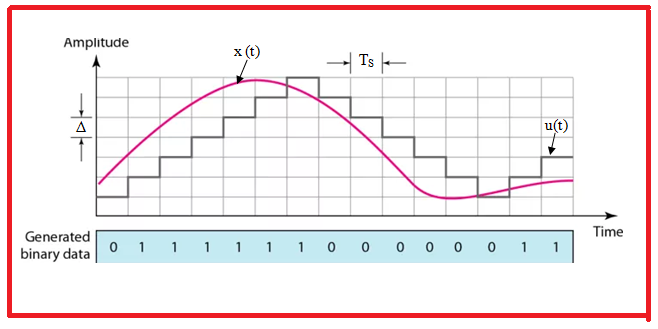 Amplitude
x (t)
Ts
Δ
u(t)
Time
Generated
binary data
0 1 1 1 1 1 1 0 0 0 0 0 0 1 1